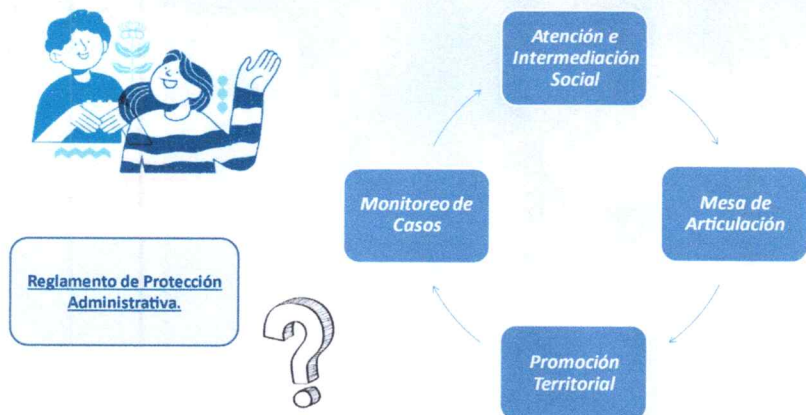 Atención e
Intermediación
Social
Monitoreo de
Casos
Mesa de
Articulación
Reglamento de Protección
Administrativa.
Promoción
Territorial
?